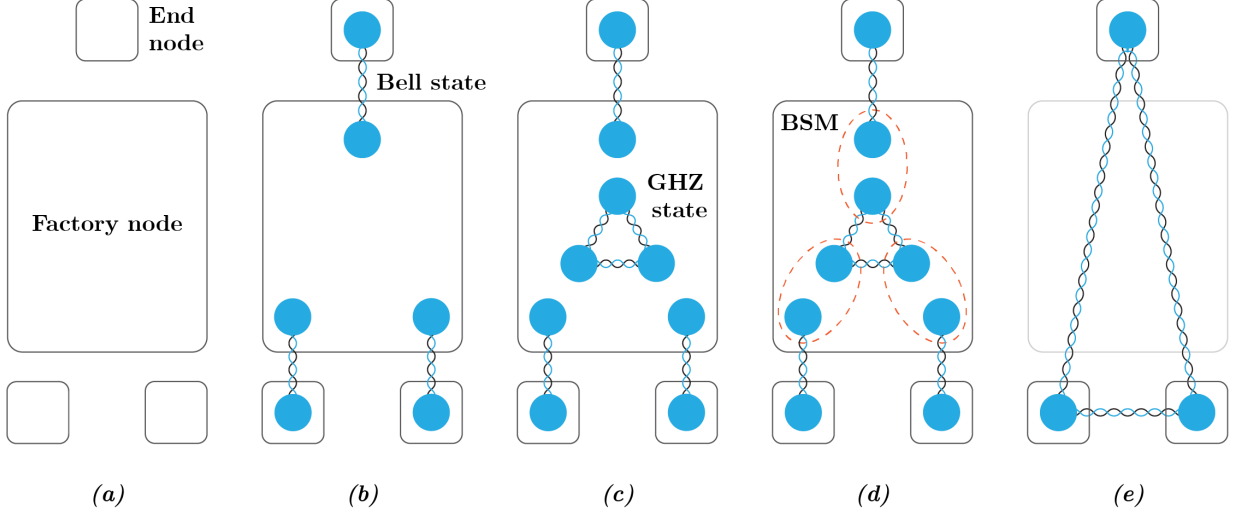 End
node
Factory node
Bell state
GHZ
state
BSM
(a)
(b)
(c)
(d)
(e)